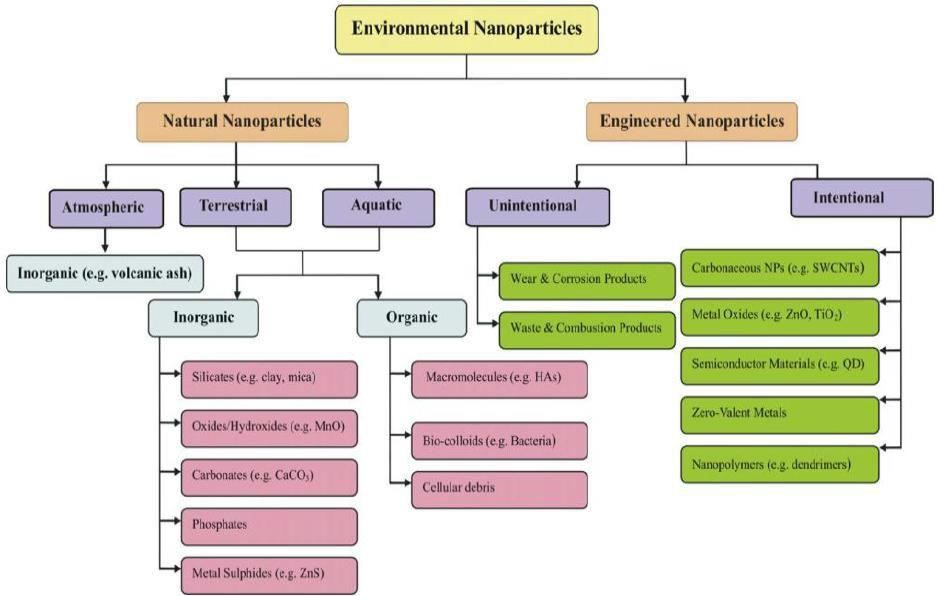 Environmental Nanoparticles
Natural Nanoparticles
Engineered Nanoparticles
Atmospheric
Terrestrial
Aquatic
Unintentional
Intentional
Inorganic (e.g. volcanic ash)
Inorganic
Organic
Silicates (e.g. clay, mica)
Oxides/Hydroxides (e.g. MnO)
Carbonates (e.g. CaCO₃)
Phosphates
Metal Sulphides (e.g. ZnS)
Macromolecules (e.g. HAs)
Bio-colloids (e.g. Bacteria)
Cellular debris
Wear & Corrosion Products
Waste & Combustion Products
Carbonaceous NPs (e.g. SWCNTs)
Metal Oxides (e.g. ZnO, TiO₂)
Semiconductor Materials (e.g. QD)
Zero-Valent Metals
Nanopolymers (e.g. dendrimers)